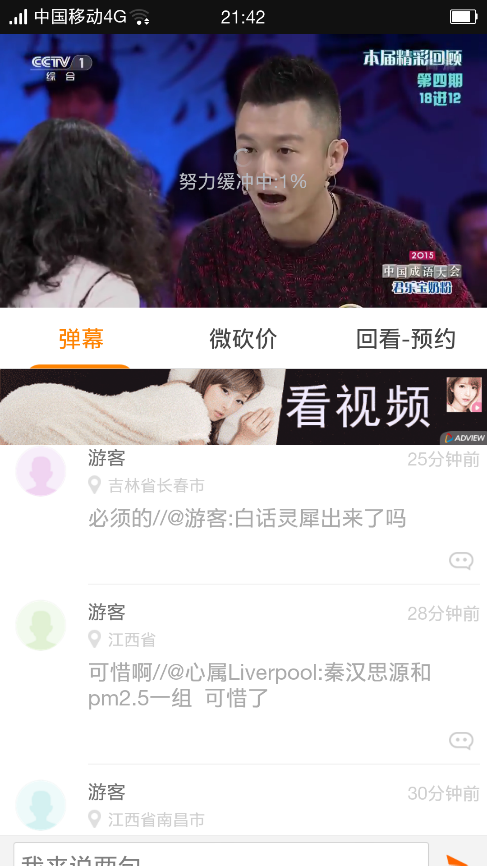 中国移动4G
21:42
CCTV 1
综合
本届精彩回顾
第四期
18进12
努力缓冲中:1%
2015
中国成语大会
君乐宝奶粉
弹幕
微砍价
回看-预约
看视频
ADVIEW
游客
25分钟前
吉林省长春市
必须的//@游客:白话灵犀出来了吗
游客
28分钟前
江西省
可惜啊//@心属Liverpool:秦汉思源和
pm2.5一组 可惜了
游客
30分钟前
江西省南昌市
我来说两句